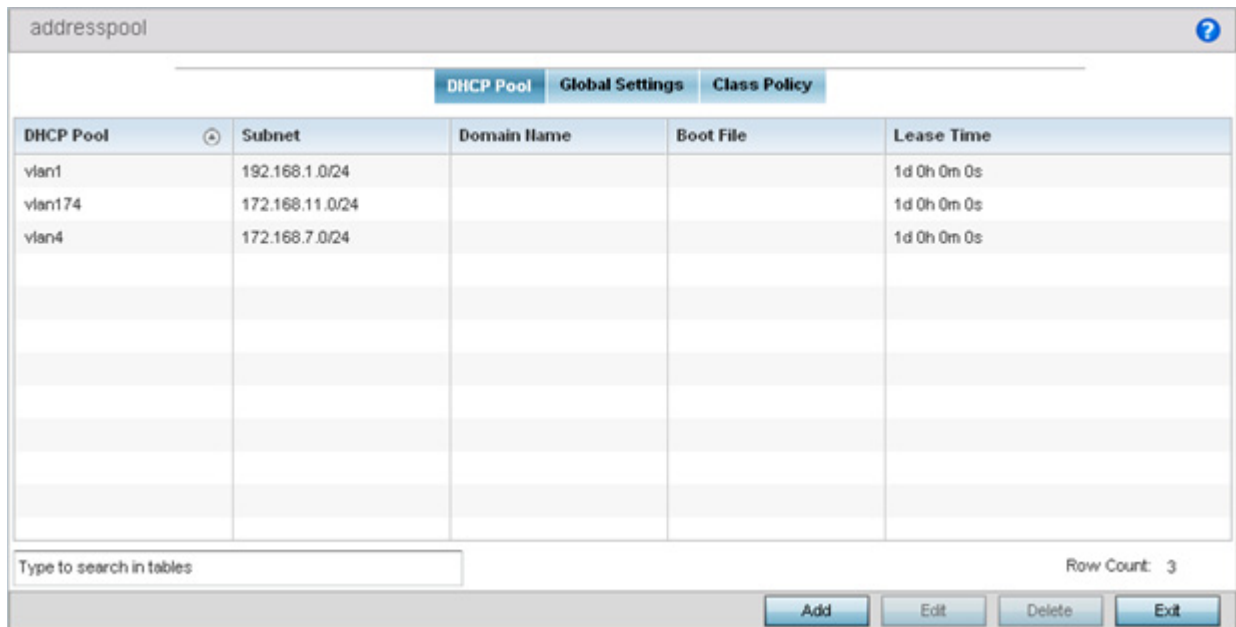 addresspool
?
DHCP Pool Global Settings Class Policy
DHCP Pool Subnet Domain Name Boot File Lease Time
vlan1 192.168.1.0/24 1d 0h 0m 0s
vlan174 172.168.11.0/24 1d 0h 0m 0s
vlan4 172.168.7.0/24 1d 0h 0m 0s
Type to search in tables Row Count: 3
Add Edit Delete Exit